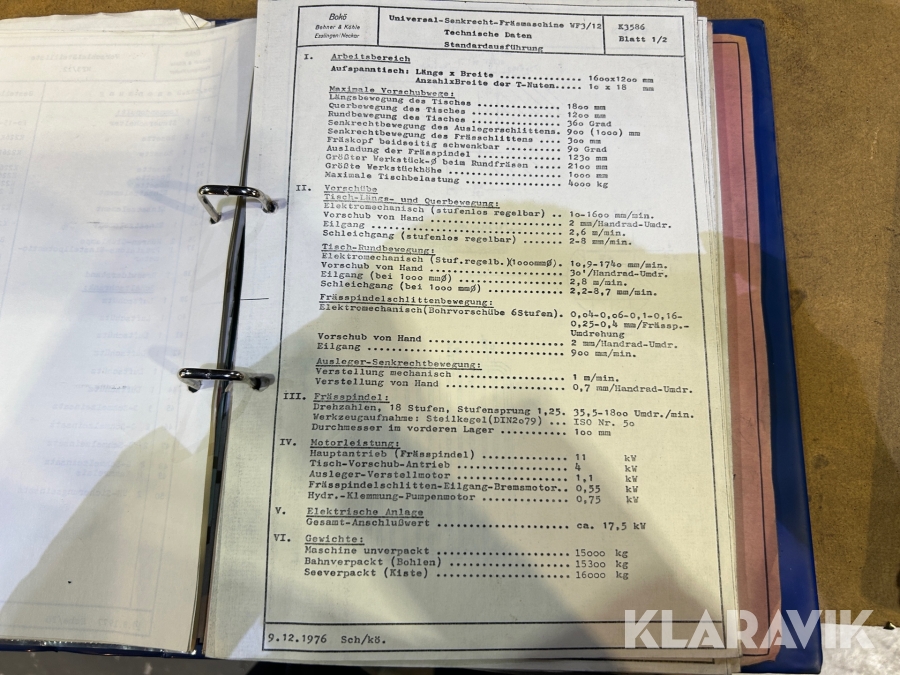 Bokö
Bohner & Köhle
Esslingen/Neckar
Universal-Senkrecht-Fräsmaschine WF3/12
Technische Daten
Standardausführung
K3586
Blatt 1/2
I. Arbeitsbereich
Aufspanntisch: Länge x Breite ............... 1600x1200 mm
AnzahlxBreite der T-Nuten..... 10 x 18 mm
Maximale Vorschubwege:
Längsbewegung des Tisches ............... 1800 mm
Querbewegung des Tisches ............... 1200 mm
Rundbewegung des Tisches ............... 360 Grad
Senkrechtbewegung des Auslegerschlittens. 900 (1000) mm
Senkrechtbewegung des Frässchlittens .... 300 mm
Fräskopf beidseitig schwenkbar .......... 90 Grad
Ausladung der Frässpindel ............... 1230 mm
Größter Werkstück-Ø beim Rundfräsen ..... 2100 mm
Größte Werkstückhöhe ............... 1000 mm
Maximale Tischbelastung ............... 4000 kg
II. Vorschübe
Tisch-Längs- und Querbewegung:
Elektromechanisch (stufenlos regelbar) .. 10-1600 mm/min.
Vorschub von Hand ............... 2 mm/Handrad-Umdr.
Eilgang ............... 2,6 m/min.
Schleichgang (stufenlos regelbar) ....... 2-8 mm/min.
Tisch-Rundbewegung:
Elektromechanisch (Stuf.regelb.)(1000mmØ). 10,9-1740 mm/min.
Vorschub von Hand ............... 30'/Handrad-Umdr.
Eilgang (bei 1000 mmØ) ............... 2,8 m/min.
Schleichgang (bei 1000 mmØ) ............... 2,2-8,7 mm/min.
Frässpindelschlittenbewegung:
Elektromechanisch(Bohrvorschübe 6Stufen). 0,04-0,06-0,1-0,16-
0,25-0,4 mm/Frässp.-
Umdrehung
Vorschub von Hand ............... 2 mm/Handrad-Umdr.
Eilgang ............... 900 mm/min.
Ausleger-Senkrechtbewegung:
Verstellung mechanisch ............... 1 m/min.
Verstellung von Hand ............... 0,7 mm/Handrad-Umdr.
III. Frässpindel:
Drehzahlen, 18 Stufen, Stufensprung 1,25. 35,5-1800 Umdr./min.
Werkzeugaufnahme: Steilkegel(DIN2079) ... ISO Nr. 50
Durchmesser im vorderen Lager ............... 100 mm
IV. Motorleistung:
Hauptantrieb (Frässpindel) ............... 11 kW
Tisch-Vorschub-Antrieb ............... 4 kW
Ausleger-Verstellmotor ............... 1,1 kW
Frässpindelschlitten-Eilgang-Bremsmotor.. 0,55 kW
Hydr.-Klemmung-Pumpenmotor ............... 0,75 kW
V. Elektrische Anlage
Gesamt-Anschlußwert ............... ca. 17,5 kW
VI. Gewichte:
Maschine unverpackt ............... 15000 kg
Bahnverpackt (Bohlen) ............... 15300 kg
Seeverpackt (Kiste) ............... 16000 kg
9.12.1976 Sch/kö.
KLARAVIK